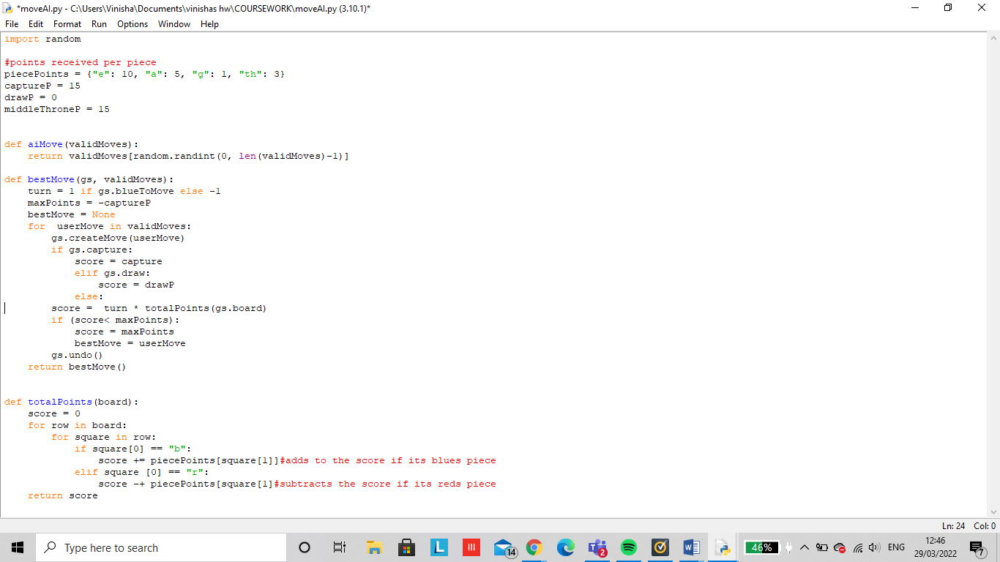 *moveAI.py - C:\Users\Vinisha\Documents\vinishas hw\COURSEWORK\moveAI.py (3.10.1)*
File Edit Format Run Options Window Help
import random
#points received per piece
piecePoints = {"e": 10, "a": 5, "g": 1, "th": 3}
captureP = 15
drawP = 0
middleThroneP = 15
def aiMove(validMoves):
    return validMoves[random.randint(0, len(validMoves)-1)]
def bestMove(gs, validMoves):
    turn = 1 if gs.blueToMove else -1
    maxPoints = -captureP
    bestMove = None
    for  userMove in validMoves:
        gs.createMove(userMove)
        if gs.capture:
            score = capture
            elif gs.draw:
                score = drawP
            else:
        score =  turn * totalPoints(gs.board)
        if (score< maxPoints):
            score = maxPoints
            bestMove = userMove
        gs.undo()
    return bestMove()
def totalPoints(board):
    score = 0
    for row in board:
        for square in row:
            if square[0] == "b":
                score += piecePoints[square[1]]#adds to the score if its blues piece
            elif square [0] == "r":
                score -+ piecePoints[square[1]#subtracts the score if its reds piece
    return score
Ln: 24 Col: 0
Type here to search
L
14
T
2
W
46%
ENG
12:46
29/03/2022
7